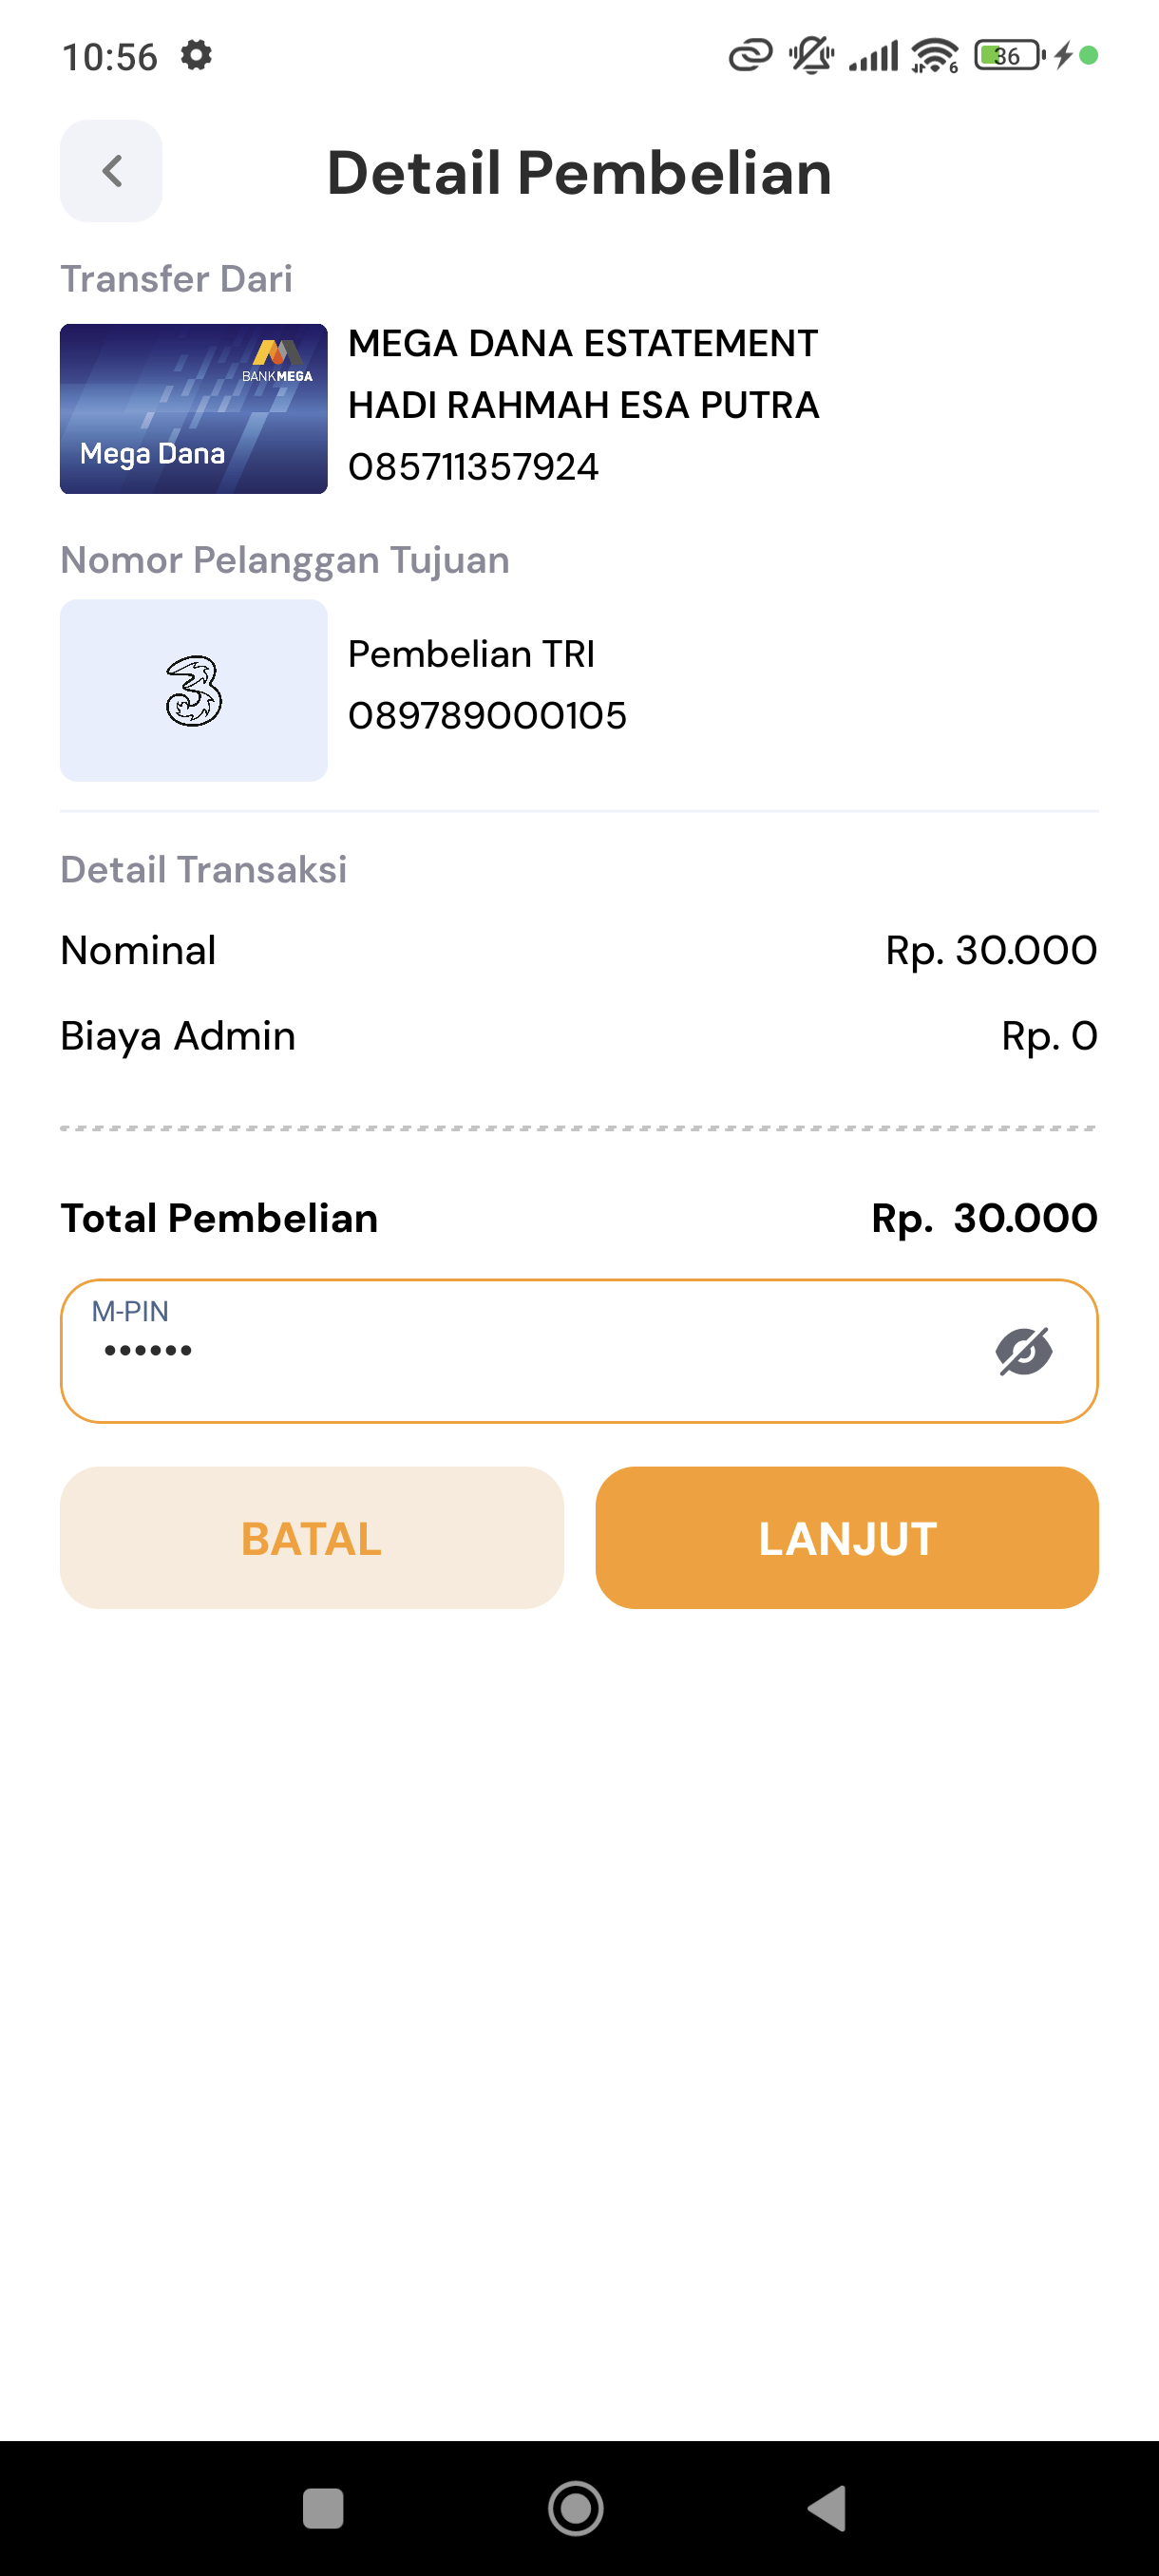 10:56
6
36
Detail Pembelian
Transfer Dari
BANKMEGA
Mega Dana
MEGA DANA ESTATEMENT
HADI RAHMAH ESA PUTRA
085711357924
Nomor Pelanggan Tujuan
3
Pembelian TRI
089789000105
Detail Transaksi
Nominal Rp. 30.000
Biaya Admin Rp. 0
Total Pembelian Rp. 30.000
M-PIN
••••••
BATAL
LANJUT